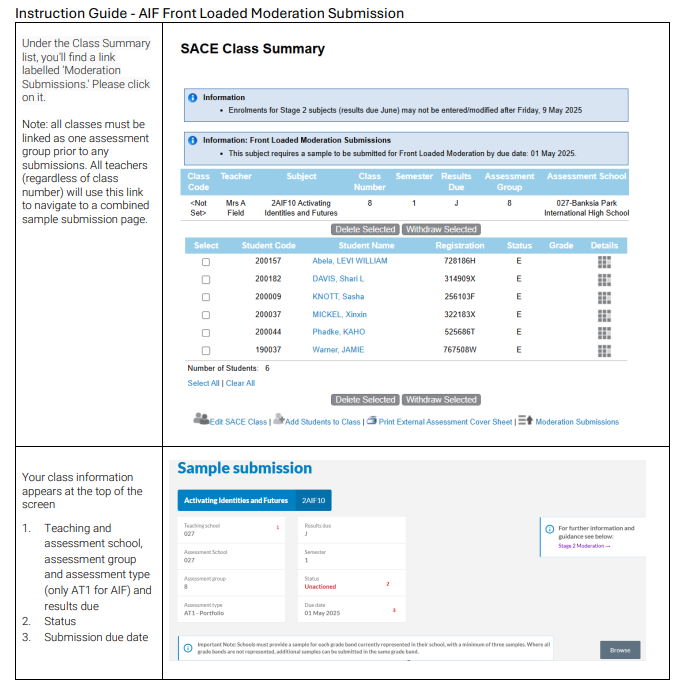 Instruction Guide - AIF Front Loaded Moderation Submission
Under the Class Summary
list, you'll find a link
labelled 'Moderation
Submissions.' Please click
on it.
Note: all classes must be
linked as one assessment
group prior to any
submissions. All teachers
(regardless of class
number) will use this link
to navigate to a combined
sample submission page.
SACE Class Summary
Information
• Enrolments for Stage 2 subjects (results due June) may not be entered/modified after Friday, 9 May 2025
Information: Front Loaded Moderation Submissions
• This subject requires a sample to be submitted for Front Loaded Moderation by due date: 01 May 2025.
Class Code Teacher Subject Class Number Semester Results Due Assessment Group Assessment School
<Not Set> Mrs A Field 2AIF10 Activating Identities and Futures 8 1 J 8 027-Banksia Park International High School
Delete Selected Withdraw Selected
Select Student Code Student Name Registration Status Grade Details
200157 Abela, LEVI WILLIAM 728186H E
200182 DAVIS, Shari L 314909X E
200009 KNOTT, Sasha 256103F E
200037 MICKEL, Xinxin 322183X E
200044 Phadke, KAHO 525686T E
190037 Warner, JAMIE 767508W E
Number of Students: 6
Select All | Clear All
Delete Selected Withdraw Selected
Edit SACE Class | Add Students to Class | Print External Assessment Cover Sheet | Moderation Submissions
Your class information
appears at the top of the
screen
1. Teaching and
assessment school,
assessment group
and assessment type
(only AT1 for AIF) and
results due
2. Status
3. Submission due date
Sample submission
Activating Identities and Futures 2AIF10
Teaching school 1 Results due
027 J
Assessment School Semester
027 1
Assessment group Status
8 Unactioned 2
Assessment type Due date
AT1 - Portfolio 01 May 2025 3
For further information and
guidance see below:
Stage 2 Moderation →
Important Note: Schools must provide a sample for each grade band currently represented in their school, with a minimum of three samples. Where all
grade bands are not represented, additional samples can be submitted in the same grade band.
Browse